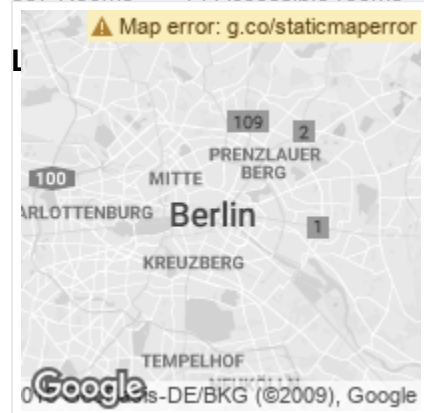 Map error: g.co/staticmaperror
L
109
2
PRENZLAUER
BERG
100
MITTE
ARLOTTENBURG
Berlin
1
KREUZBERG
TEMPELHOF
Google
is-DE/BKG (©2009), Google